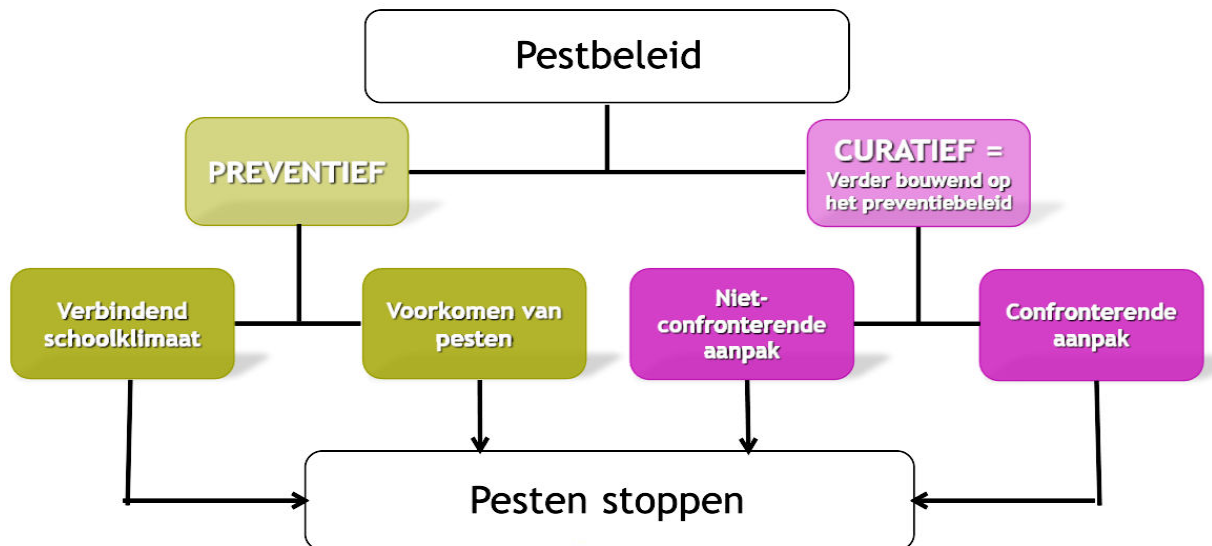 Pestbeleid
PREVENTIEF
CURATIEF =
Verder bouwend op
het preventiebeleid
Verbindend
schoolklimaat
Voorkomen van
pesten
Niet-
confronterende
aanpak
Confronterende
aanpak
Pesten stoppen